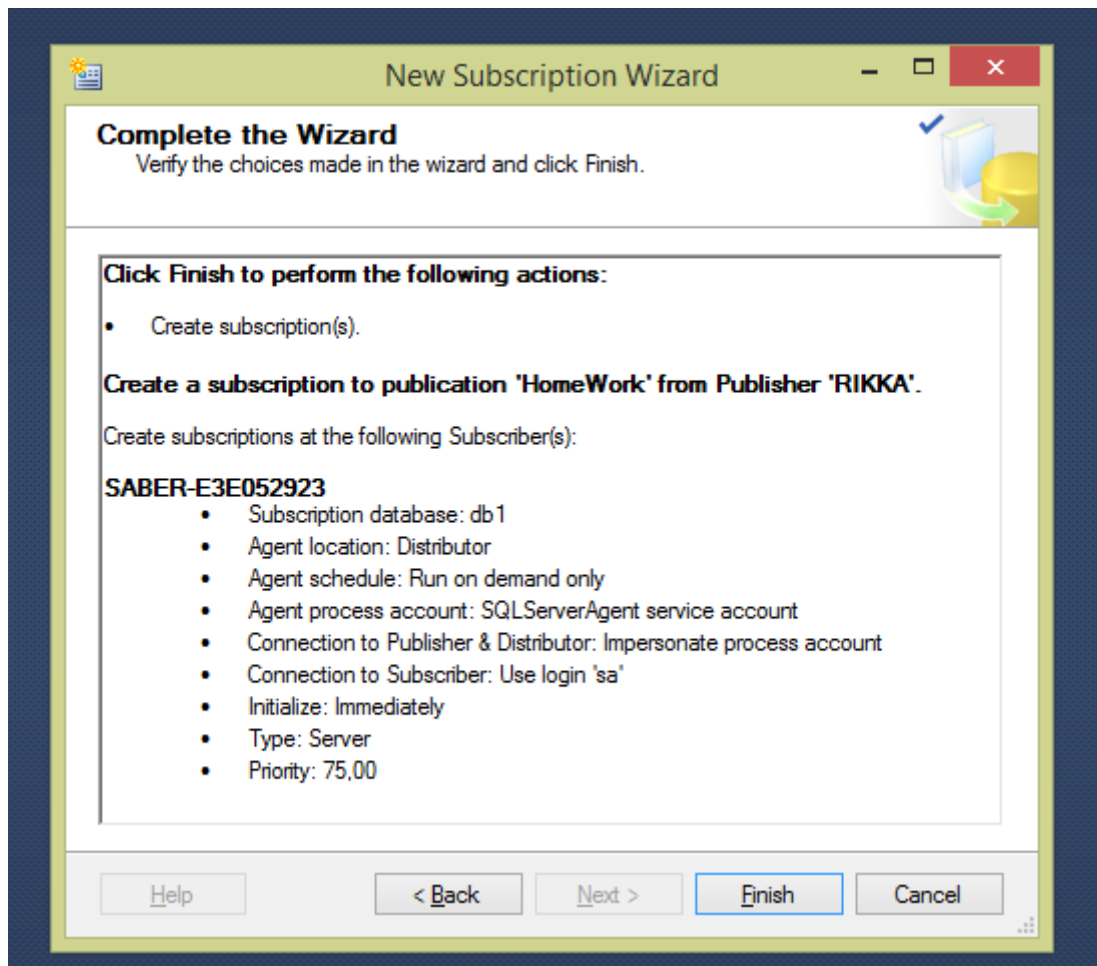 New Subscription Wizard
Complete the Wizard
Verify the choices made in the wizard and click Finish.
Click Finish to perform the following actions:
• Create subscription(s).
Create a subscription to publication 'HomeWork' from Publisher 'RIKKA'.
Create subscriptions at the following Subscriber(s):
SABER-E3E052923
• Subscription database: db1
• Agent location: Distributor
• Agent schedule: Run on demand only
• Agent process account: SQLServerAgent service account
• Connection to Publisher & Distributor: Impersonate process account
• Connection to Subscriber: Use login 'sa'
• Initialize: Immediately
• Type: Server
• Priority: 75,00
Help < Back Next > Finish Cancel